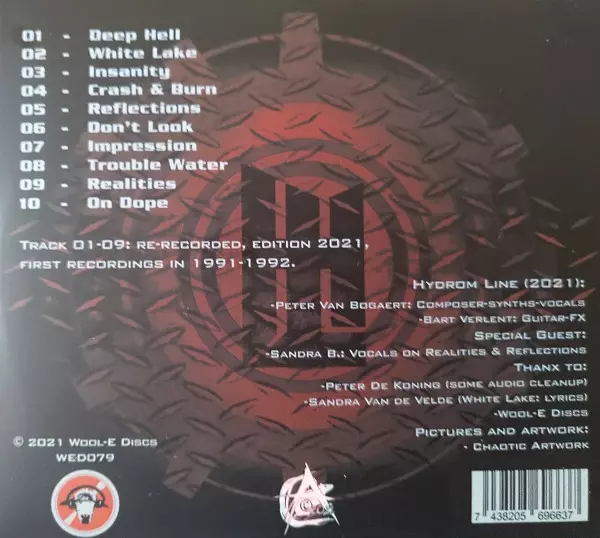 01 - Deep Hell
02 - White Lake
03 - Insanity
04 - Crash & Burn
05 - Reflections
06 - Don't Look
07 - Impression
08 - Trouble Water
09 - Realities
10 - On Dope
Track 01-09: re-recorded, edition 2021,
first recordings in 1991-1992.
Hydrom Line (2021):
-Peter Van Bogaert: Composer-synths-vocals
-Bart Verlent: Guitar-FX
Special Guest:
-Sandra B.: Vocals on Realities & Reflections
Thanx to:
-Peter De Koning (some audio cleanup)
-Sandra Van de Velde (White Lake: lyrics)
-Wool-E Discs
Pictures and artwork:
- Chaotic Artwork
© 2021 Wool-E Discs
WED079
7 438205 696637